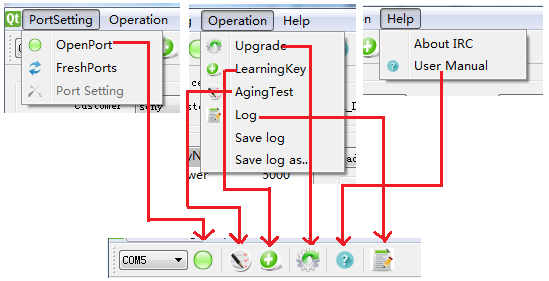 Qt PortSetting Operation
OpenPort
FreshPorts
Port Setting
Customer sony
Operation Help
Upgrade
LearningKey
AgingTest
Log
Save log
Save log as..
5000
Help
About IRC
User Manual
COM5